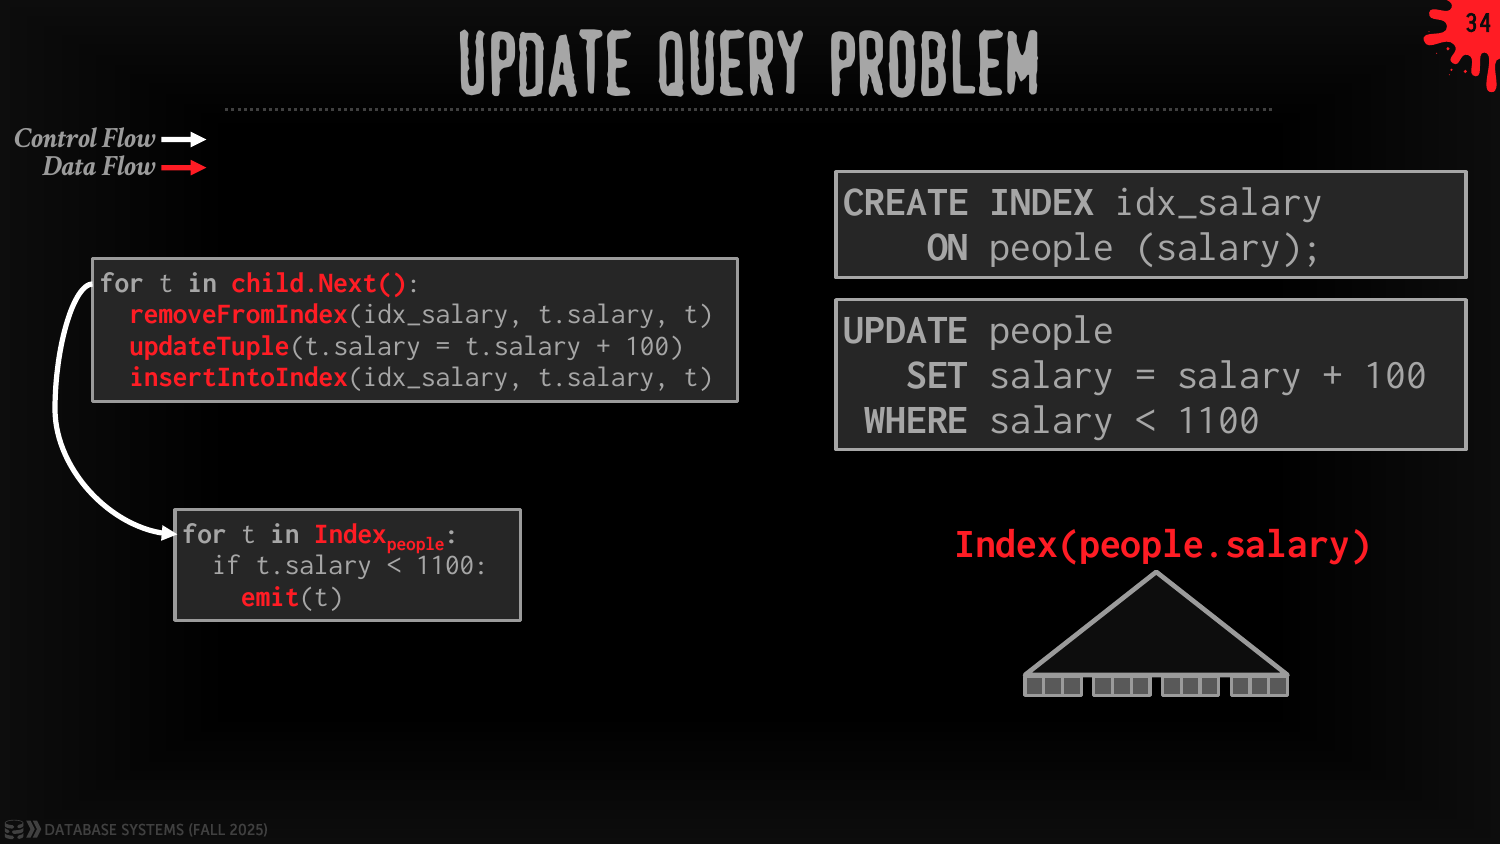 34
UPDATE QUERY PROBLEM
Control Flow
Data Flow
CREATE INDEX idx_salary
ON people (salary);
for t in child.Next():
removeFromIndex(idx_salary, t.salary, t)
updateTuple(t.salary = t.salary + 100)
insertIntoIndex(idx_salary, t.salary, t)
UPDATE people
SET salary = salary + 100
WHERE salary < 1100
for t in Indexpeople:
if t.salary < 1100:
emit(t)
Index(people.salary)
DATABASE SYSTEMS (FALL 2025)